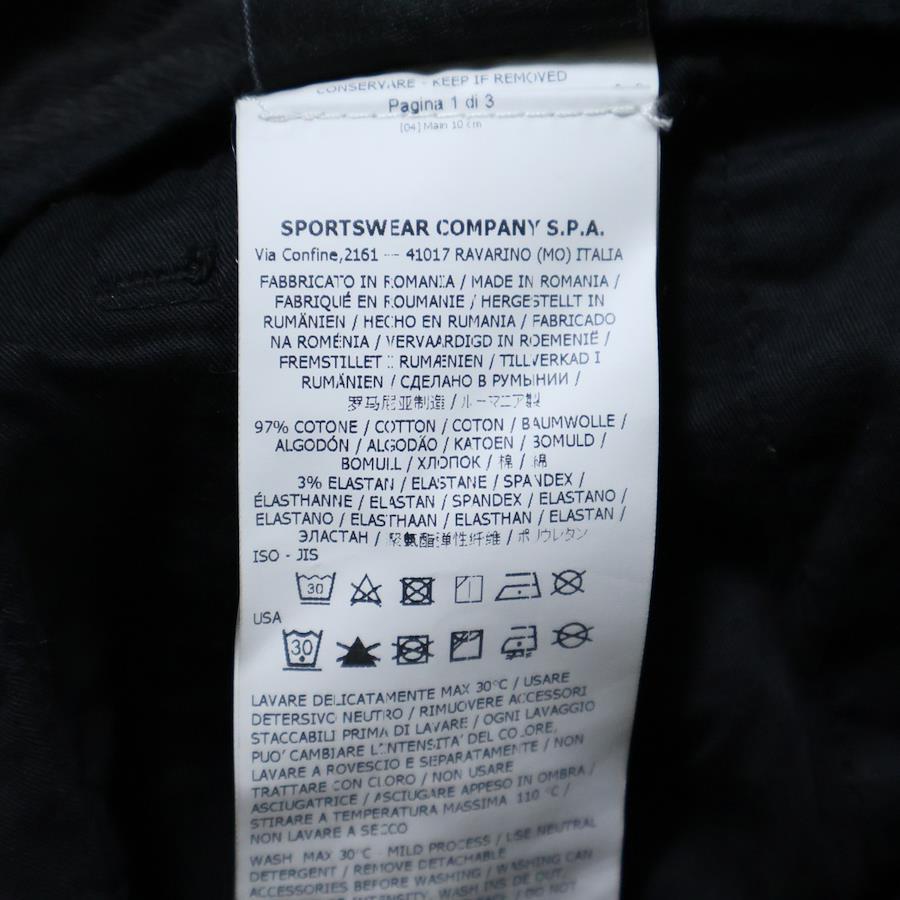 CONSERVARE - KEEP IF REMOVED
Pagina 1 di 3
[04] Main 10 cm
SPORTSWEAR COMPANY S.P.A.
Via Confine,2161 -- 41017 RAVARINO (MO) ITALIA
FABBRICATO IN ROMANIA / MADE IN ROMANIA /
FABRIQUÉ EN ROUMANIE / HERGESTELLT IN
RUMÄNIEN / HECHO EN RUMANIA / FABRICADO
NA ROMÉNIA / VERVAARDIGD IN ROEMENIË /
FREMSTILLET I RUMÆNIEN / TILLVERKAD I
RUMÄNIEN / СДЕЛАНО В РУМЫНИИ /
罗马尼亚制造 / ルーマニア製
97% COTONE / COTTON / COTON / BAUMWOLLE /
ALGODÓN / ALGODÃO / KATOEN / BOMULD /
BOMULL / ХЛОПОК / 棉 / 綿
3% ELASTAN / ELASTANE / SPANDEX /
ÉLASTHANNE / ELASTAN / SPANDEX / ELASTANO /
ELASTANO / ELASTHAAN / ELASTHAN / ELASTAN /
ЭЛАСТАН / 聚氨酯弹性纤维 / ポリウレタン
ISO - JIS
30
USA
30
LAVARE DELICATAMENTE MAX 30°C / USARE
DETERSIVO NEUTRO / RIMUOVERE ACCESSORI
STACCABILI PRIMA DI LAVARE / OGNI LAVAGGIO
PUO' CAMBIARE L'INTENSITA' DEL COLORE,
LAVARE A ROVESCIO E SEPARATAMENTE / NON
TRATTARE CON CLORO / NON USARE
ASCIUGATRICE / ASCIUGARE APPESO IN OMBRA /
STIRARE A TEMPERATURA MASSIMA 110°C /
NON LAVARE A SECCO
WASH MAX 30°C - MILD PROCESS / USE NEUTRAL
DETERGENT / REMOVE DETACHABLE
ACCESSORIES BEFORE WASHING / WASHING CAN
INTENSITY, WASH INSIDE OUT,
/ DO NOT